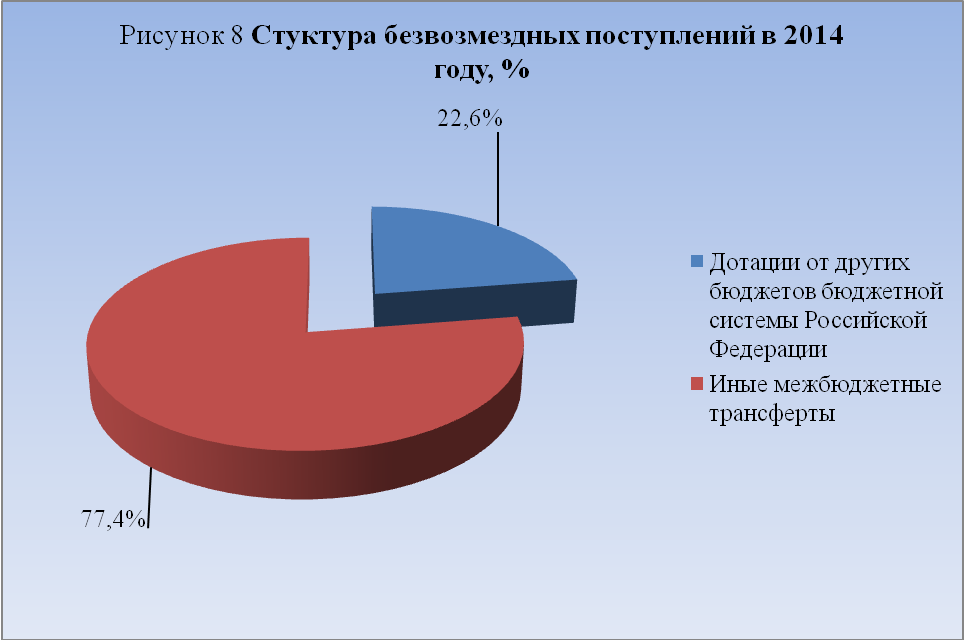 Рисунок 8 Стуктура безвозмездных поступлений в 2014
году, %
22,6%
Дотации от других
бюджетов бюджетной
системы Российской
Федерации
Иные межбюджетные
трансферты
77,4%